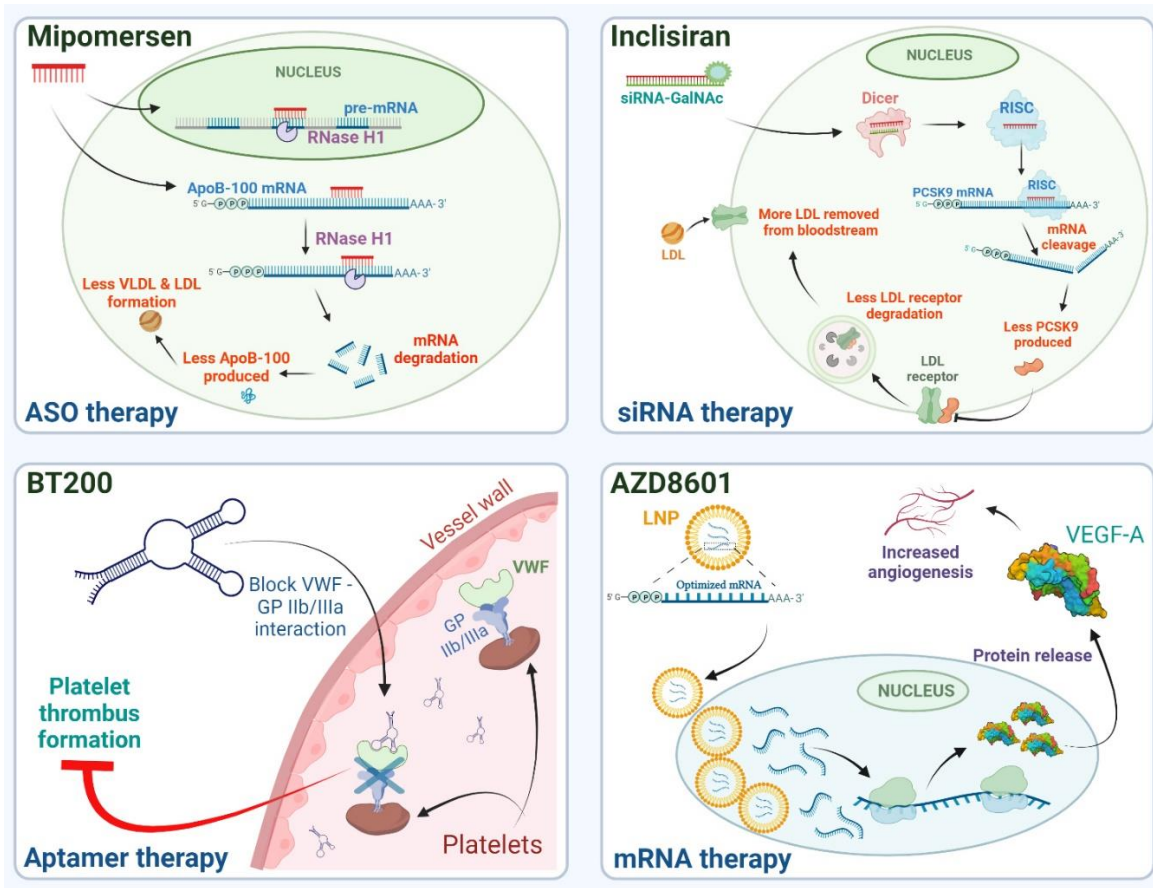 Mipomersen
NUCLEUS
pre-mRNA
RNase H1
ApoB-100 mRNA
5' G
P P P
AAA- 3'
RNase H1
5' G
P P P
AAA- 3'
Less VLDL & LDL
formation
mRNA
degradation
Less ApoB-100
produced
ASO therapy
Inclisiran
NUCLEUS
siRNA-GalNAc
Dicer
RISC
PCSK9 mRNA
RISC
5' G
P P P
AAA- 3'
mRNA
cleavage
5' G
P P P
AAA- 3'
More LDL removed
from bloodstream
LDL
Less LDL receptor
degradation
Less PCSK9
produced
LDL
receptor
siRNA therapy
BT200
Vessel wall
VWF
Block VWF -
GP IIb/IIIa
interaction
GP
IIb/IIIa
Platelet
thrombus
formation
Platelets
Aptamer therapy
AZD8601
LNP
Optimized mRNA
5' G
P P P
AAA- 3'
Increased
angiogenesis
VEGF-A
Protein release
NUCLEUS
mRNA therapy